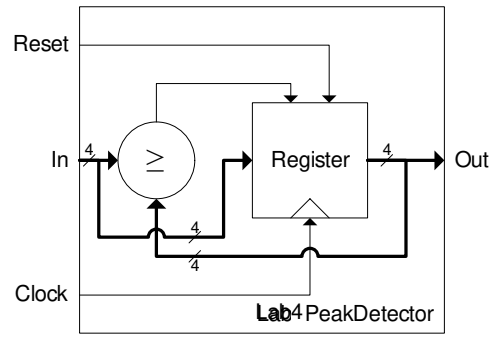 Reset
4
In
≥
Register
4
Out
4
4
Clock
Lab4 PeakDetector